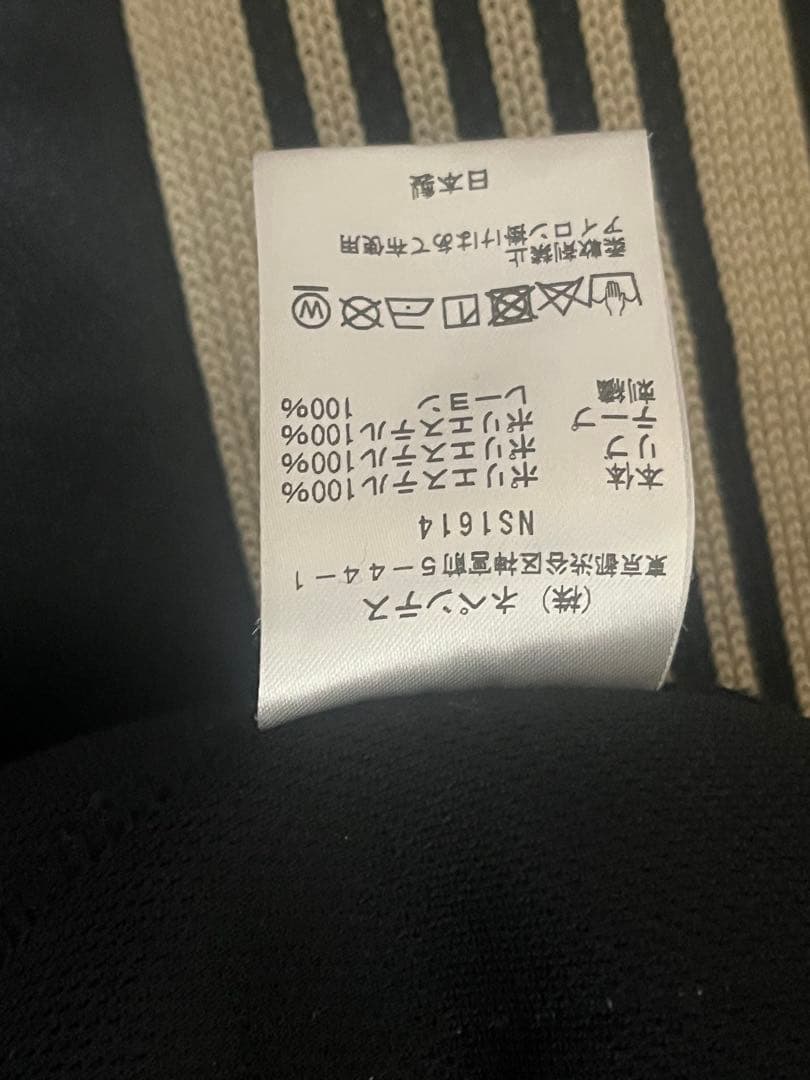 (株) ネペンテス
東京都渋谷区神宮前5-44-1
NS1614
本体 ポリエステル100%
リブ ポリエステル100%
テープ ポリエステル100%
刺繍 レーヨン 100%
W
柔軟剤禁止
アイロン掛けはあて布使用
日本製